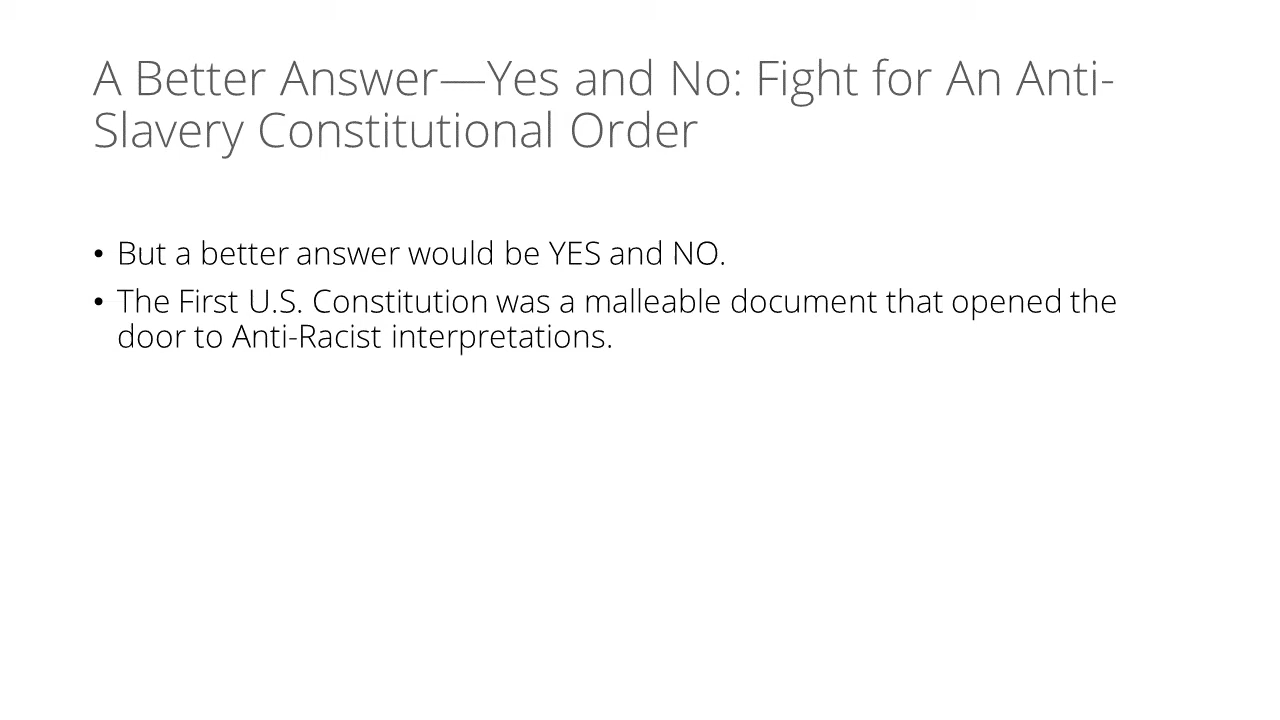 A Better Answer—Yes and No: Fight for An Anti-
Slavery Constitutional Order
• But a better answer would be YES and NO.
• The First U.S. Constitution was a malleable document that opened the
door to Anti-Racist interpretations.